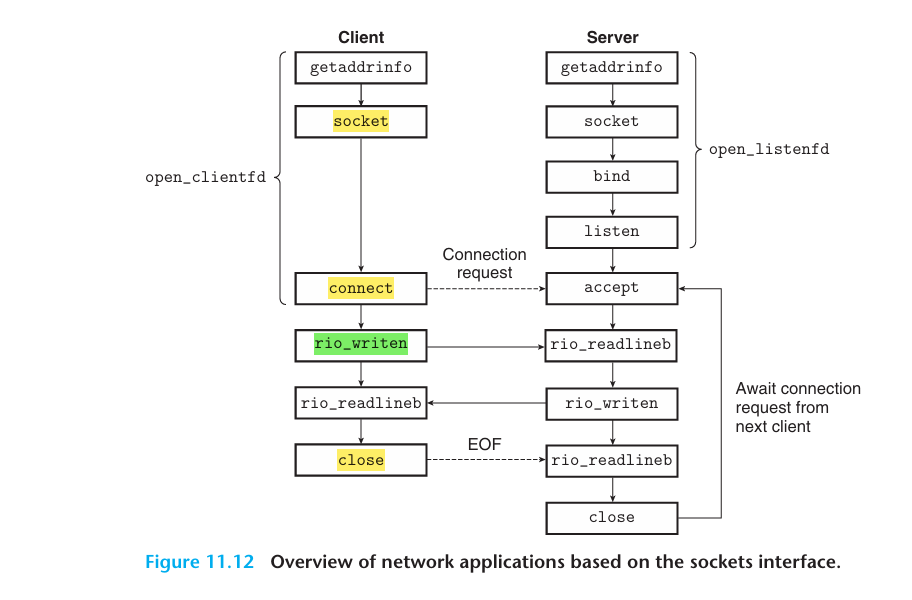 Client
Server
getaddrinfo
getaddrinfo
socket
socket
open_listenfd
open_clientfd
bind
listen
Connection
request
connect
accept
rio_writen
rio_readlineb
rio_readlineb
rio_writen
Await connection
request from
next client
close
EOF
rio_readlineb
close
Figure 11.12 Overview of network applications based on the sockets interface.